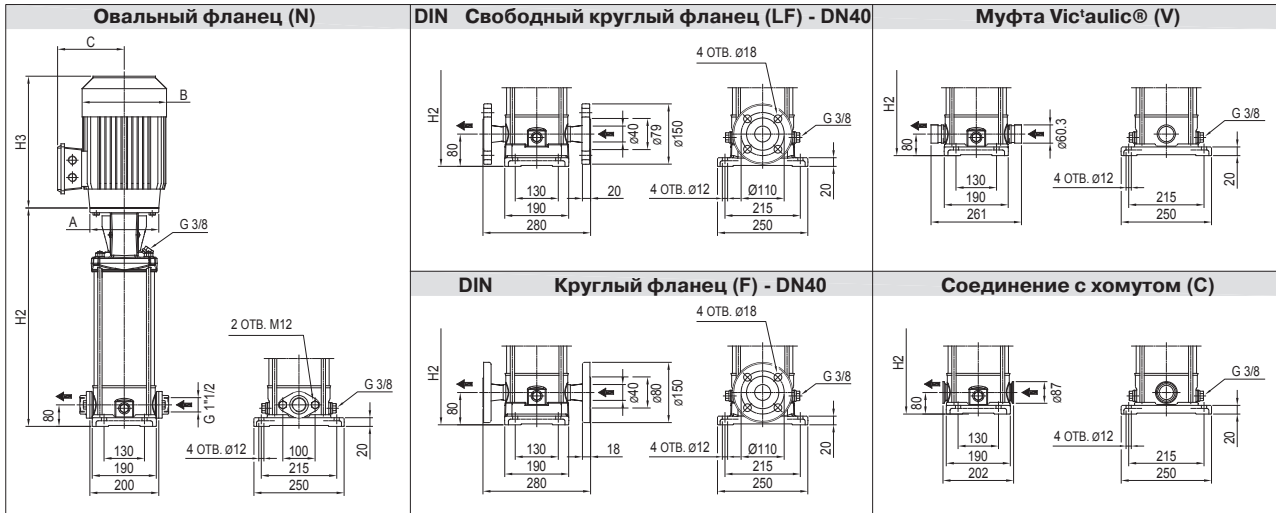 Овальный фланец (N)
C
B
H3
A
G 3/8
H2
2 ОТВ. М12
G 3/8
80
G 1"1/2
20
4 ОТВ. Ø12
130
190
200
100
215
250
DIN Свободный круглый фланец (LF) - DN40
4 ОТВ. Ø18
H2
G 3/8
80
ø40
ø79
ø150
20
4 ОТВ. Ø12
Ø110
20
130
190
280
215
250
DIN Круглый фланец (F) - DN40
4 ОТВ. Ø18
H2
G 3/8
80
ø40
ø80
ø150
18
4 ОТВ. Ø12
Ø110
20
130
190
280
215
250
Муфта Vic'taulic® (V)
H2
G 3/8
80
ø60.3
20
4 ОТВ. Ø12
130
190
261
215
250
Соединение с хомутом (C)
H2
G 3/8
80
ø87
20
4 ОТВ. Ø12
130
190
202
215
250